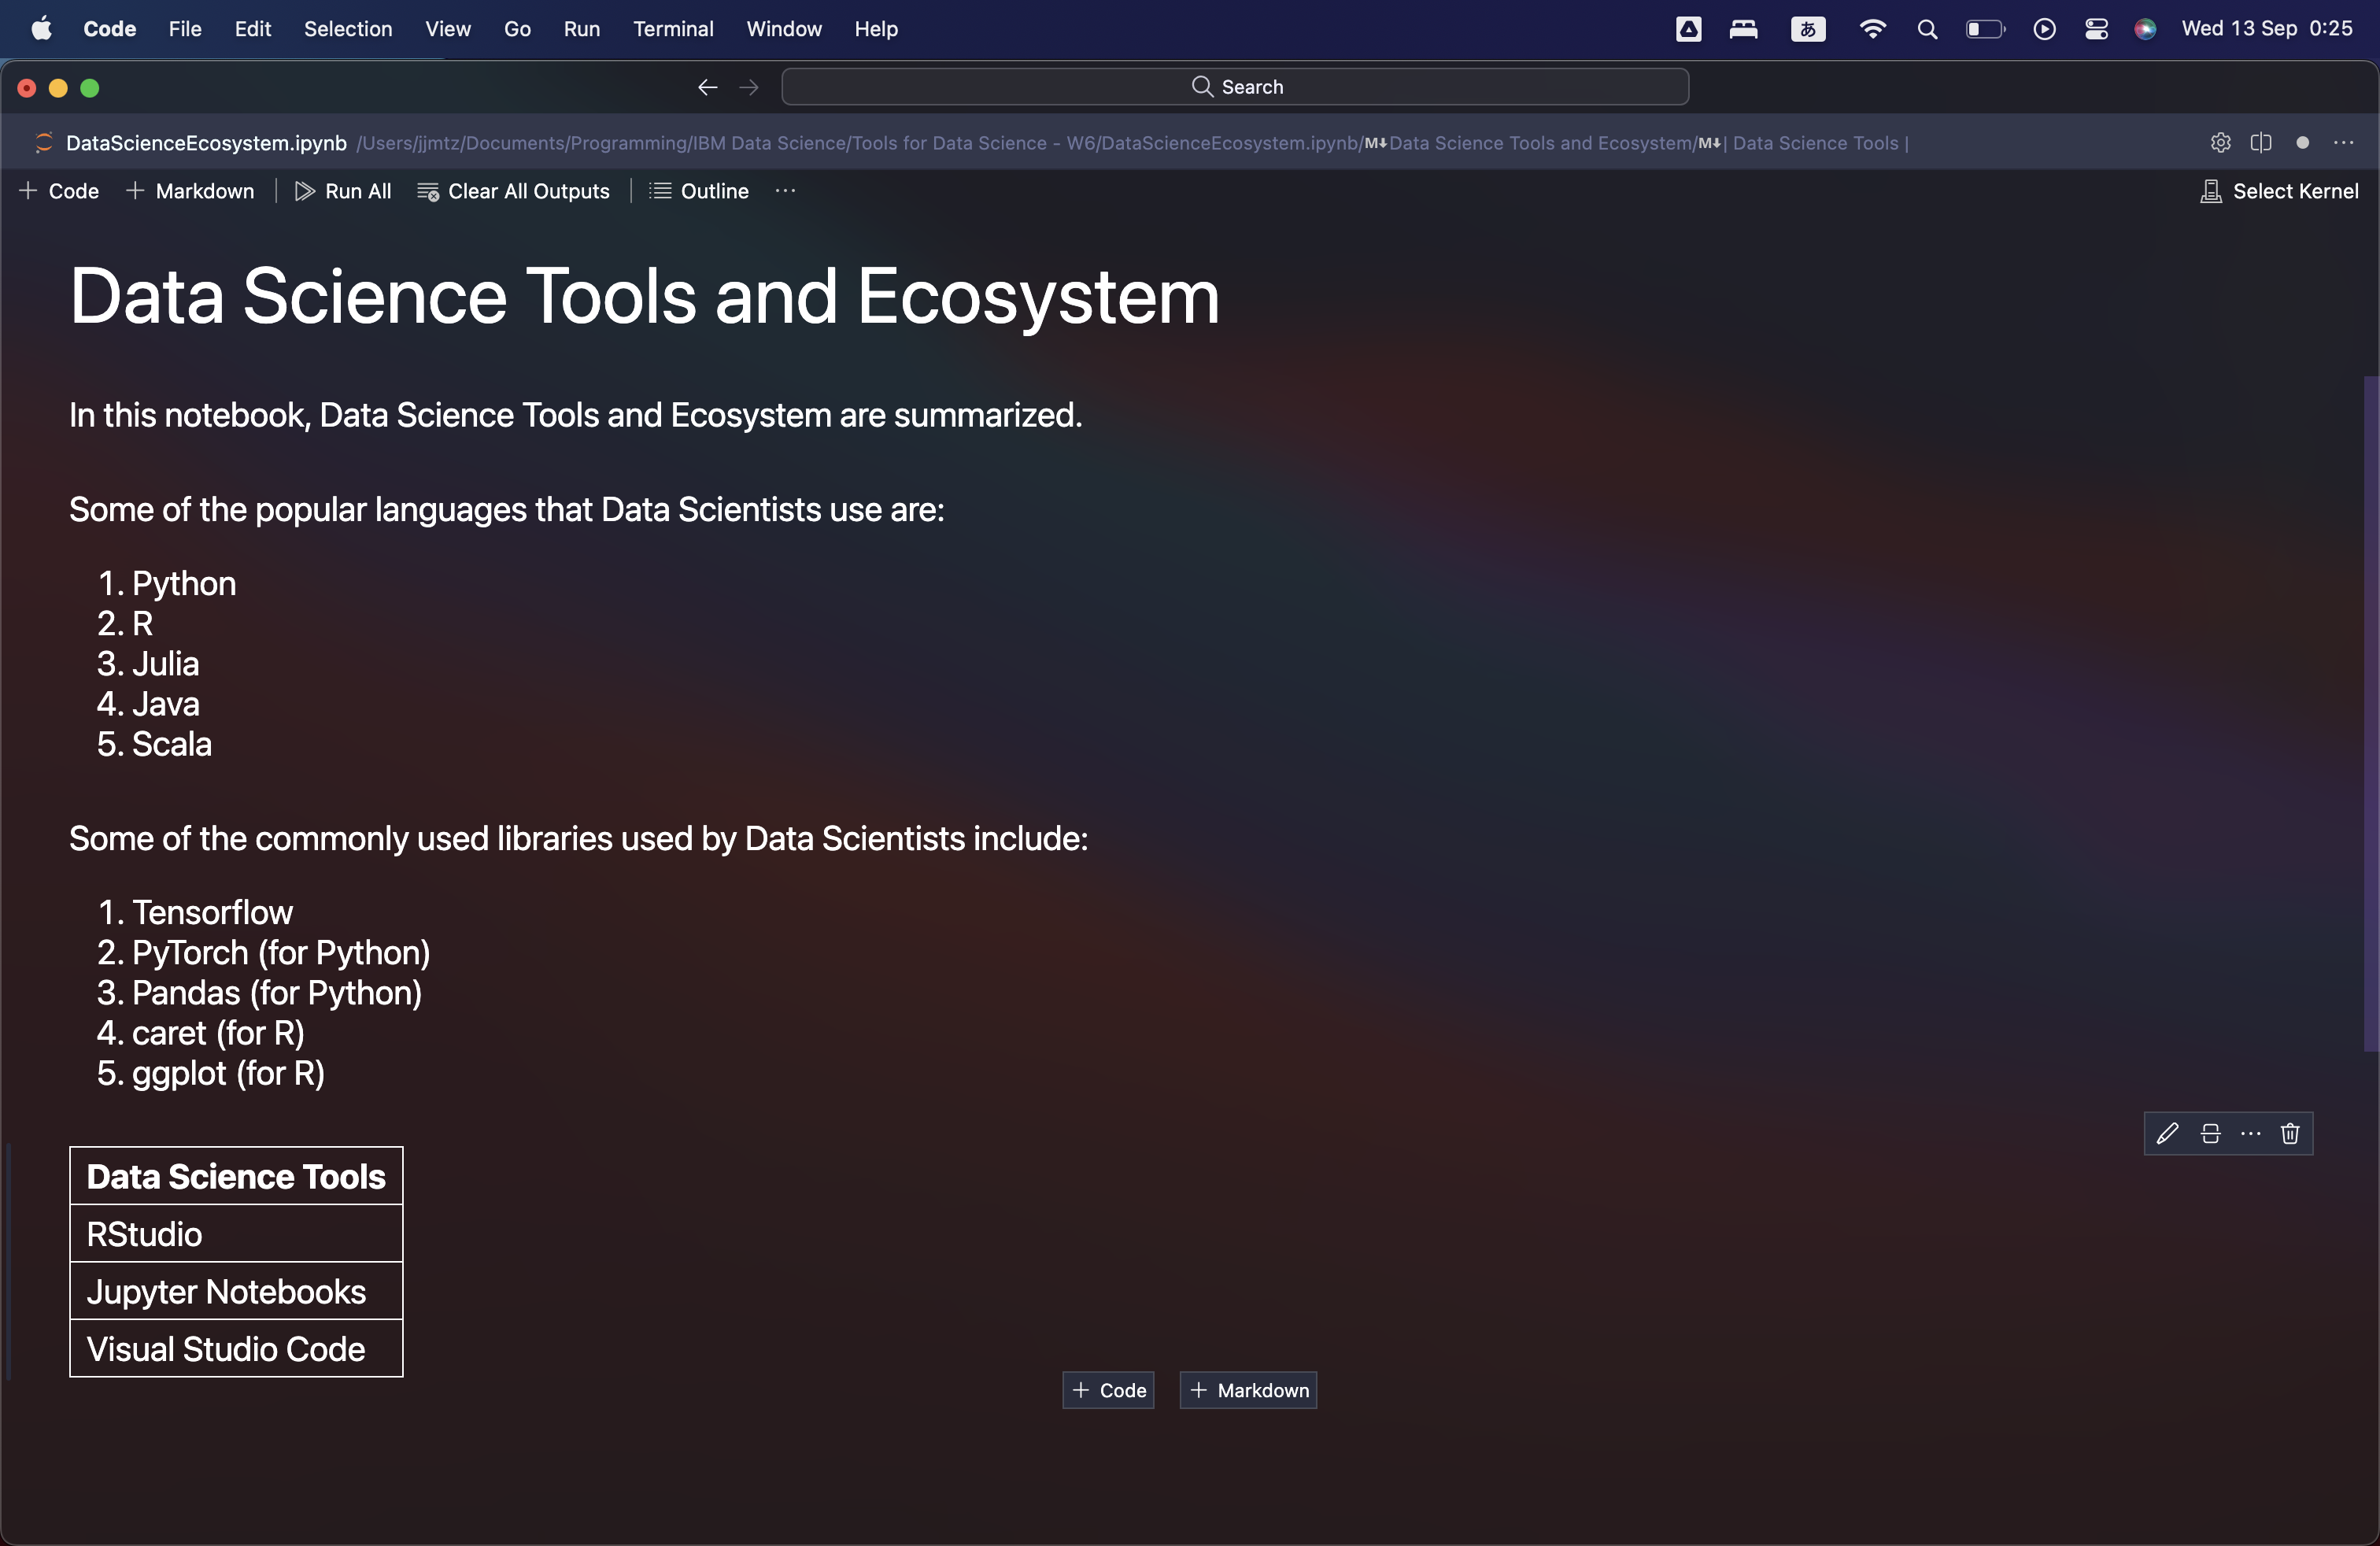 Code File Edit Selection View Go Run Terminal Window Help あ Wed 13 Sep 0:25
Search
DataScienceEcosystem.ipynb /Users/jjmtz/Documents/Programming/IBM Data Science/Tools for Data Science - W6/DataScienceEcosystem.ipynb/M↓Data Science Tools and Ecosystem/M↓| Data Science Tools |
+ Code + Markdown Run All Clear All Outputs Outline ··· Select Kernel
Data Science Tools and Ecosystem
In this notebook, Data Science Tools and Ecosystem are summarized.
Some of the popular languages that Data Scientists use are:
1. Python
2. R
3. Julia
4. Java
5. Scala
Some of the commonly used libraries used by Data Scientists include:
1. Tensorflow
2. PyTorch (for Python)
3. Pandas (for Python)
4. caret (for R)
5. ggplot (for R)
Data Science Tools
RStudio
Jupyter Notebooks
Visual Studio Code
+ Code + Markdown